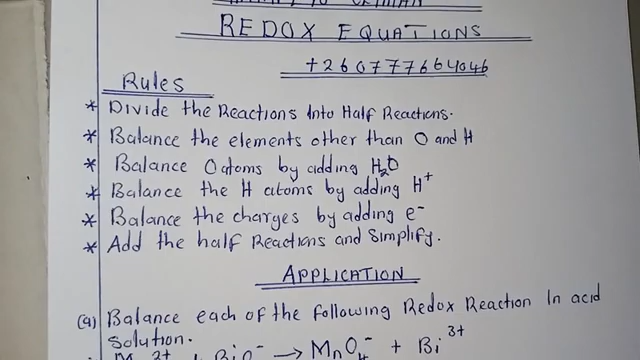 REDOX EQUATIONS
+260777664046
Rules
* Divide the Reactions Into Half Reactions.
* Balance the elements other than O and H
* Balance O atoms by adding H₂O
* Balance the H atoms by adding H⁺
* Balance the charges by adding e⁻
* Add the half Reactions and Simplify.
APPLICATION
(a) Balance each of the following Redox Reaction In acid
Solution.
→ MnO₄⁻ + Bi³⁺